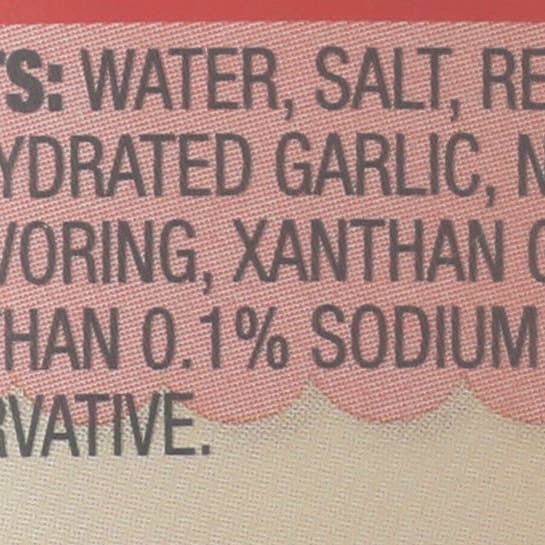 TS: WATER, SALT, RE
YDRATED GARLIC, N
VORING, XANTHAN G
HAN 0.1% SODIUM
RVATIVE.